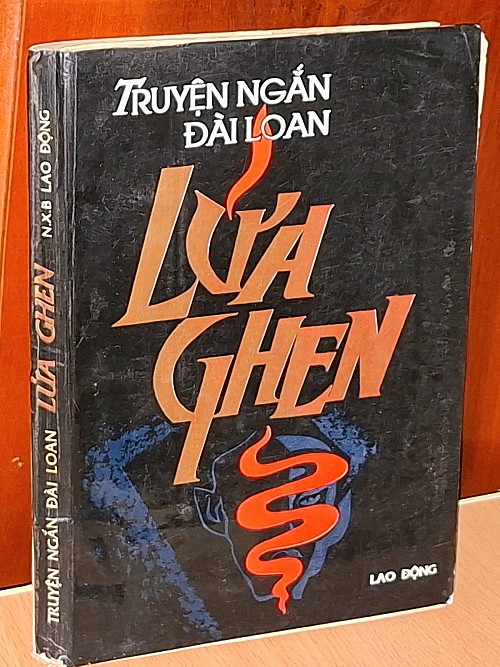 TRUYỆN NGẮN
ĐÀI LOAN
LỬA
GHEN
LAO ĐỘNG
TRUYỆN NGẮN ĐÀI LOAN LỬA GHEN N.X.B LAO ĐỘNG